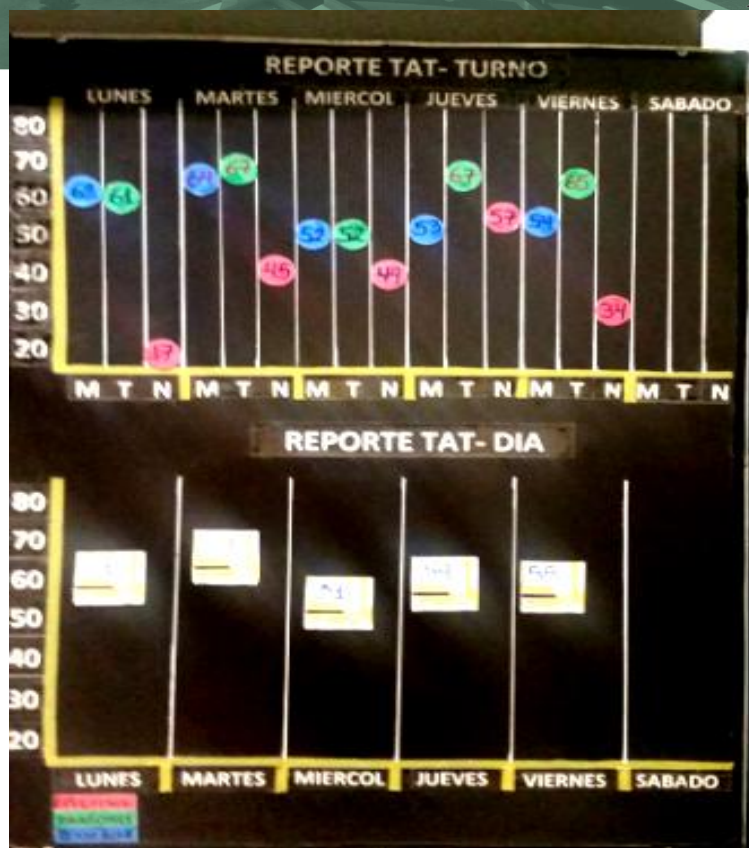 REPORTE TAT- TURNO
LUNES MARTES MIERCOL JUEVES VIERNES SABADO
80
70
60
50
40
30
20
61 67 45 52 52 49 53 67 57 54 65 34 17
M T N M T N M T N M T N M T N M T N
REPORTE TAT- DIA
80
70
60
50
40
30
20
LUNES MARTES MIERCOL JUEVES VIERNES SABADO